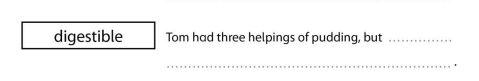 digestible
Tom had three helpings of pudding, but ...............
.................................................................. .